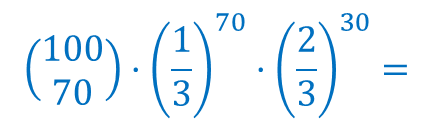 (100 70) · (1/3)^70 · (2/3)^30 =